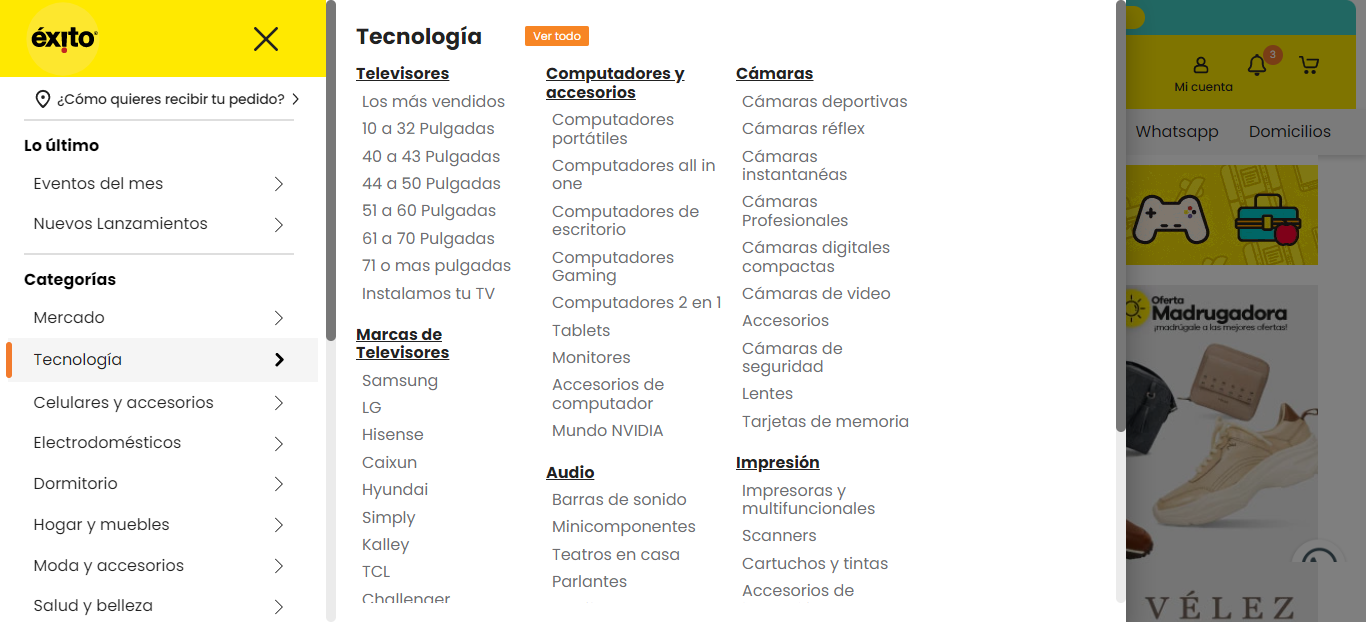 éxito
¿Cómo quieres recibir tu pedido?
Lo último
Eventos del mes
Nuevos Lanzamientos
Categorías
Mercado
Tecnología
Celulares y accesorios
Electrodomésticos
Dormitorio
Hogar y muebles
Moda y accesorios
Salud y belleza
Tecnología
Ver todo
Televisores
Los más vendidos
10 a 32 Pulgadas
40 a 43 Pulgadas
44 a 50 Pulgadas
51 a 60 Pulgadas
61 a 70 Pulgadas
71 o mas pulgadas
Instalamos tu TV
Marcas de
Televisores
Samsung
LG
Hisense
Caixun
Hyundai
Simply
Kalley
TCL
Challenger
Computadores y
accesorios
Computadores
portátiles
Computadores all in
one
Computadores de
escritorio
Computadores
Gaming
Computadores 2 en 1
Tablets
Monitores
Accesorios de
computador
Mundo NVIDIA
Audio
Barras de sonido
Minicomponentes
Teatros en casa
Parlantes
Cámaras
Cámaras deportivas
Cámaras réflex
Cámaras
instantanéas
Cámaras
Profesionales
Cámaras digitales
compactas
Cámaras de video
Accesorios
Cámaras de
seguridad
Lentes
Tarjetas de memoria
Impresión
Impresoras y
multifuncionales
Scanners
Cartuchos y tintas
Accesorios de
3
Mi cuenta
Whatsapp
Domicilios
Oferta
Madrugadora
¡madrúgale a las mejores ofertas!
VÉLEZ